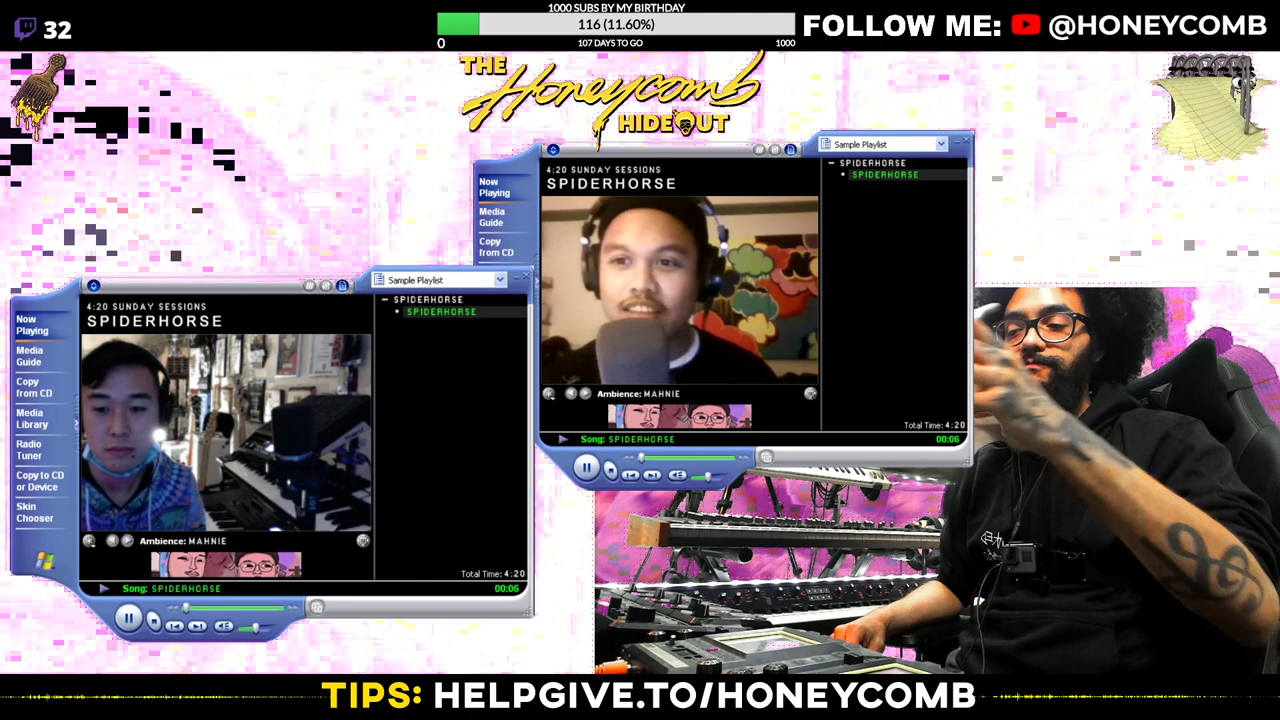 32
1000 SUBS BY MY BIRTHDAY
116 (11.60%)
0
107 DAYS TO GO
1000
FOLLOW ME: @HONEYCOMB
THE
Honeycomb
HIDEOUT
Sample Playlist
4:20 SUNDAY SESSIONS
SPIDERHORSE
SPIDERHORSE
SPIDERHORSE
Now
Playing
Media
Guide
Copy
from CD
Ambience: MAHNIE
Total Time: 4:20
Song: SPIDERHORSE
00:06
Sample Playlist
4:20 SUNDAY SESSIONS
SPIDERHORSE
SPIDERHORSE
SPIDERHORSE
Now
Playing
Media
Guide
Copy
from CD
Media
Library
Radio
Tuner
Copy to CD
or Device
Skin
Chooser
Ambience: MAHNIE
Total Time: 4:20
Song: SPIDERHORSE
00:06
TIPS: HELPGIVE.TO/HONEYCOMB